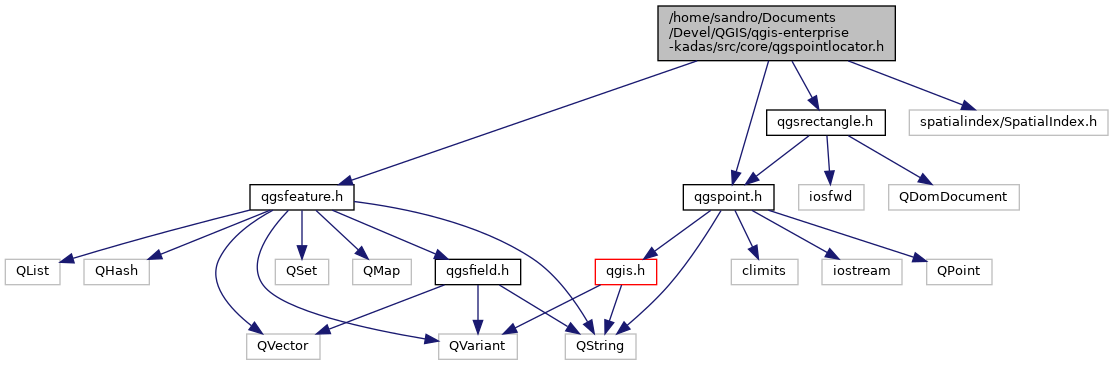 /home/sandro/Documents
/Devel/QGIS/qgis-enterprise
-kadas/src/core/qgspointlocator.h
qgsrectangle.h
spatialindex/SpatialIndex.h
qgsfeature.h
qgspoint.h
iosfwd
QDomDocument
QList
QHash
QSet
QMap
qgsfield.h
qgis.h
climits
iostream
QPoint
QVector
QVariant
QString